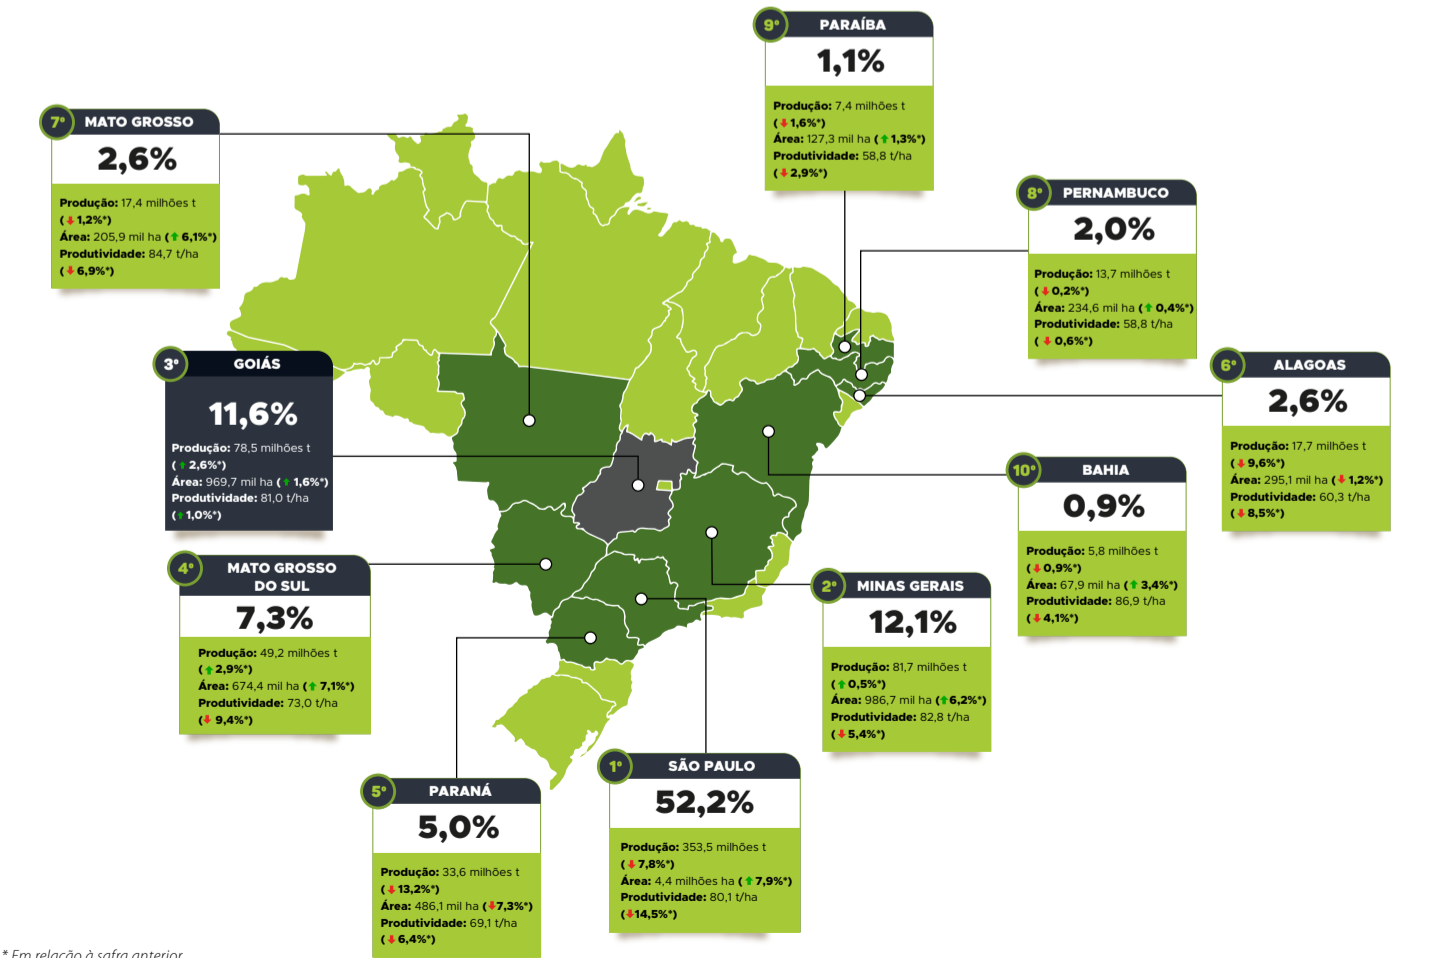 9º PARAÍBA
1,1%
Produção: 7,4 milhões t
(1,6%*)
Área: 127,3 mil ha (1,3%*)
Produtividade: 58,8 t/ha
(2,9%*)
7º MATO GROSSO
2,6%
Produção: 17,4 milhões t
(1,2%*)
Área: 205,9 mil ha (6,1%*)
Produtividade: 84,7 t/ha
(6,9%*)
8º PERNAMBUCO
2,0%
Produção: 13,7 milhões t
(0,2%*)
Área: 234,6 mil ha (0,4%*)
Produtividade: 58,8 t/ha
(0,6%*)
3º GOIÁS
11,6%
Produção: 78,5 milhões t
(2,6%*)
Área: 969,7 mil ha (1,6%*)
Produtividade: 81,0 t/ha
(1,0%*)
6º ALAGOAS
2,6%
Produção: 17,7 milhões t
(9,6%*)
Área: 295,1 mil ha (1,2%*)
Produtividade: 60,3 t/ha
(8,5%*)
10º BAHIA
0,9%
Produção: 5,8 milhões t
(0,9%*)
Área: 67,9 mil ha (3,4%*)
Produtividade: 86,9 t/ha
(4,1%*)
4º MATO GROSSO
DO SUL
7,3%
Produção: 49,2 milhões t
(2,9%*)
Área: 674,4 mil ha (7,1%*)
Produtividade: 73,0 t/ha
(9,4%*)
2º MINAS GERAIS
12,1%
Produção: 81,7 milhões t
(0,5%*)
Área: 986,7 mil ha (6,2%*)
Produtividade: 82,8 t/ha
(5,4%*)
5º PARANÁ
5,0%
Produção: 33,6 milhões t
(13,2%*)
Área: 486,1 mil ha (7,3%*)
Produtividade: 69,1 t/ha
(6,4%*)
1º SÃO PAULO
52,2%
Produção: 353,5 milhões t
(7,8%*)
Área: 4,4 milhões ha (7,9%*)
Produtividade: 80,1 t/ha
(14,5%*)
* Em relação à safra anterior